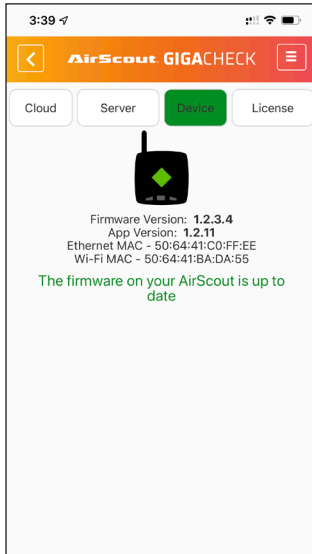 3:39
AirScout. GIGACHECK
Cloud Server Device License
Firmware Version: 1.2.3.4
App Version: 1.2.11
Ethernet MAC - 50:64:41:C0:FF:EE
Wi-Fi MAC - 50:64:41:BA:DA:55
The firmware on your AirScout is up to
date